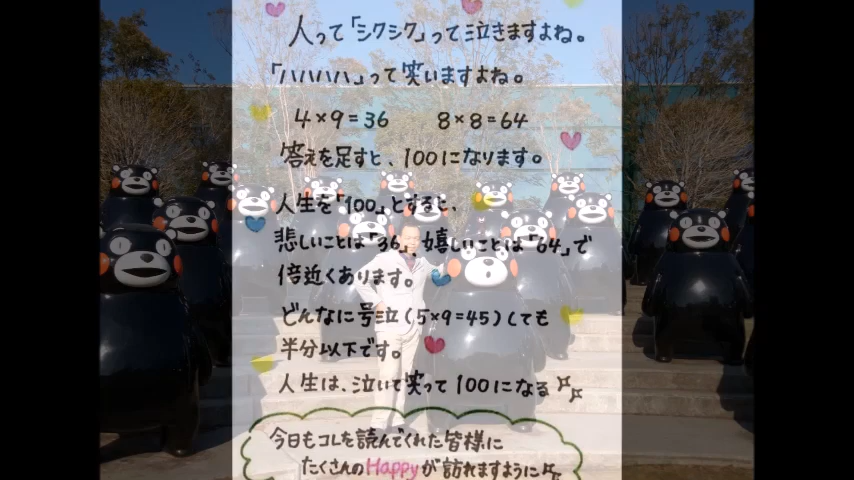 人って「シクシク」って泣きますよね。
「ハハハハ」って笑いますよね。
4×9=36 8×8=64
答えを足すと、100になります。
人生を「100」とすると、
悲しいことは「36」、嬉しいことは「64」で
倍近くあります。
どんなに号泣(5×9=45)しても
半分以下です。
人生は、泣いて笑って100になる
今日もコレを読んでくれた皆様に
たくさんのHappyが訪れますように